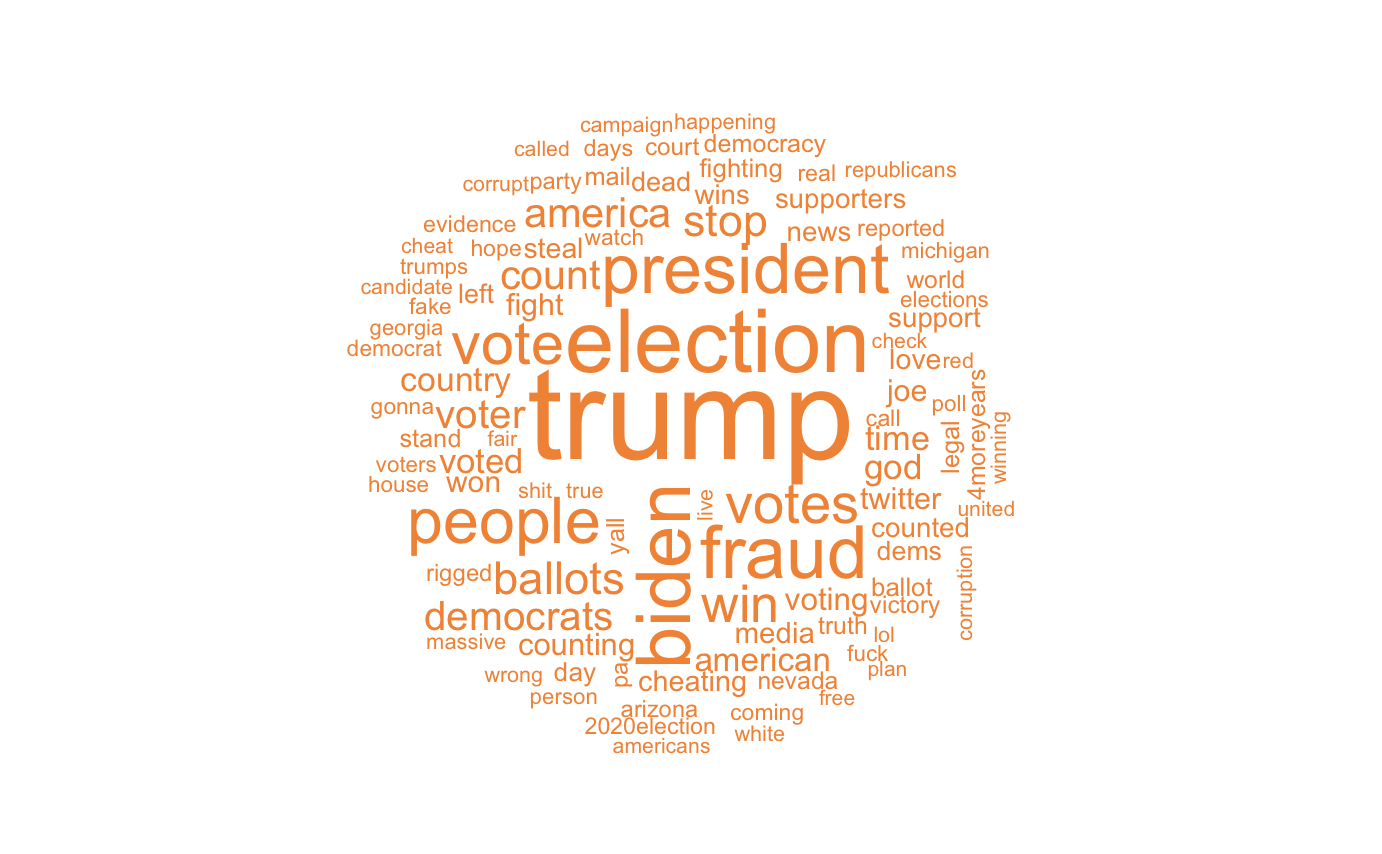 campaign happening
called days court democracy
corrupt party mail dead fighting real republicans
wins supporters
america stop
evidence news reported
cheat hope steal watch michigan
trumps count president world
candidate left elections
fake fight support
georgia vote election check
democrat love red
country trump joe
gonna voter call poll 4moreyears
stand fair time legal winning
voters voted god
house won shit true live votes twitter united
people yall biden fraud counted
dems
rigged ballots ballot corruption
democrats win voting victory
massive counting media truth lol
wrong day pa american fuck
cheating nevada plan
person arizona coming free
2020election white
americans